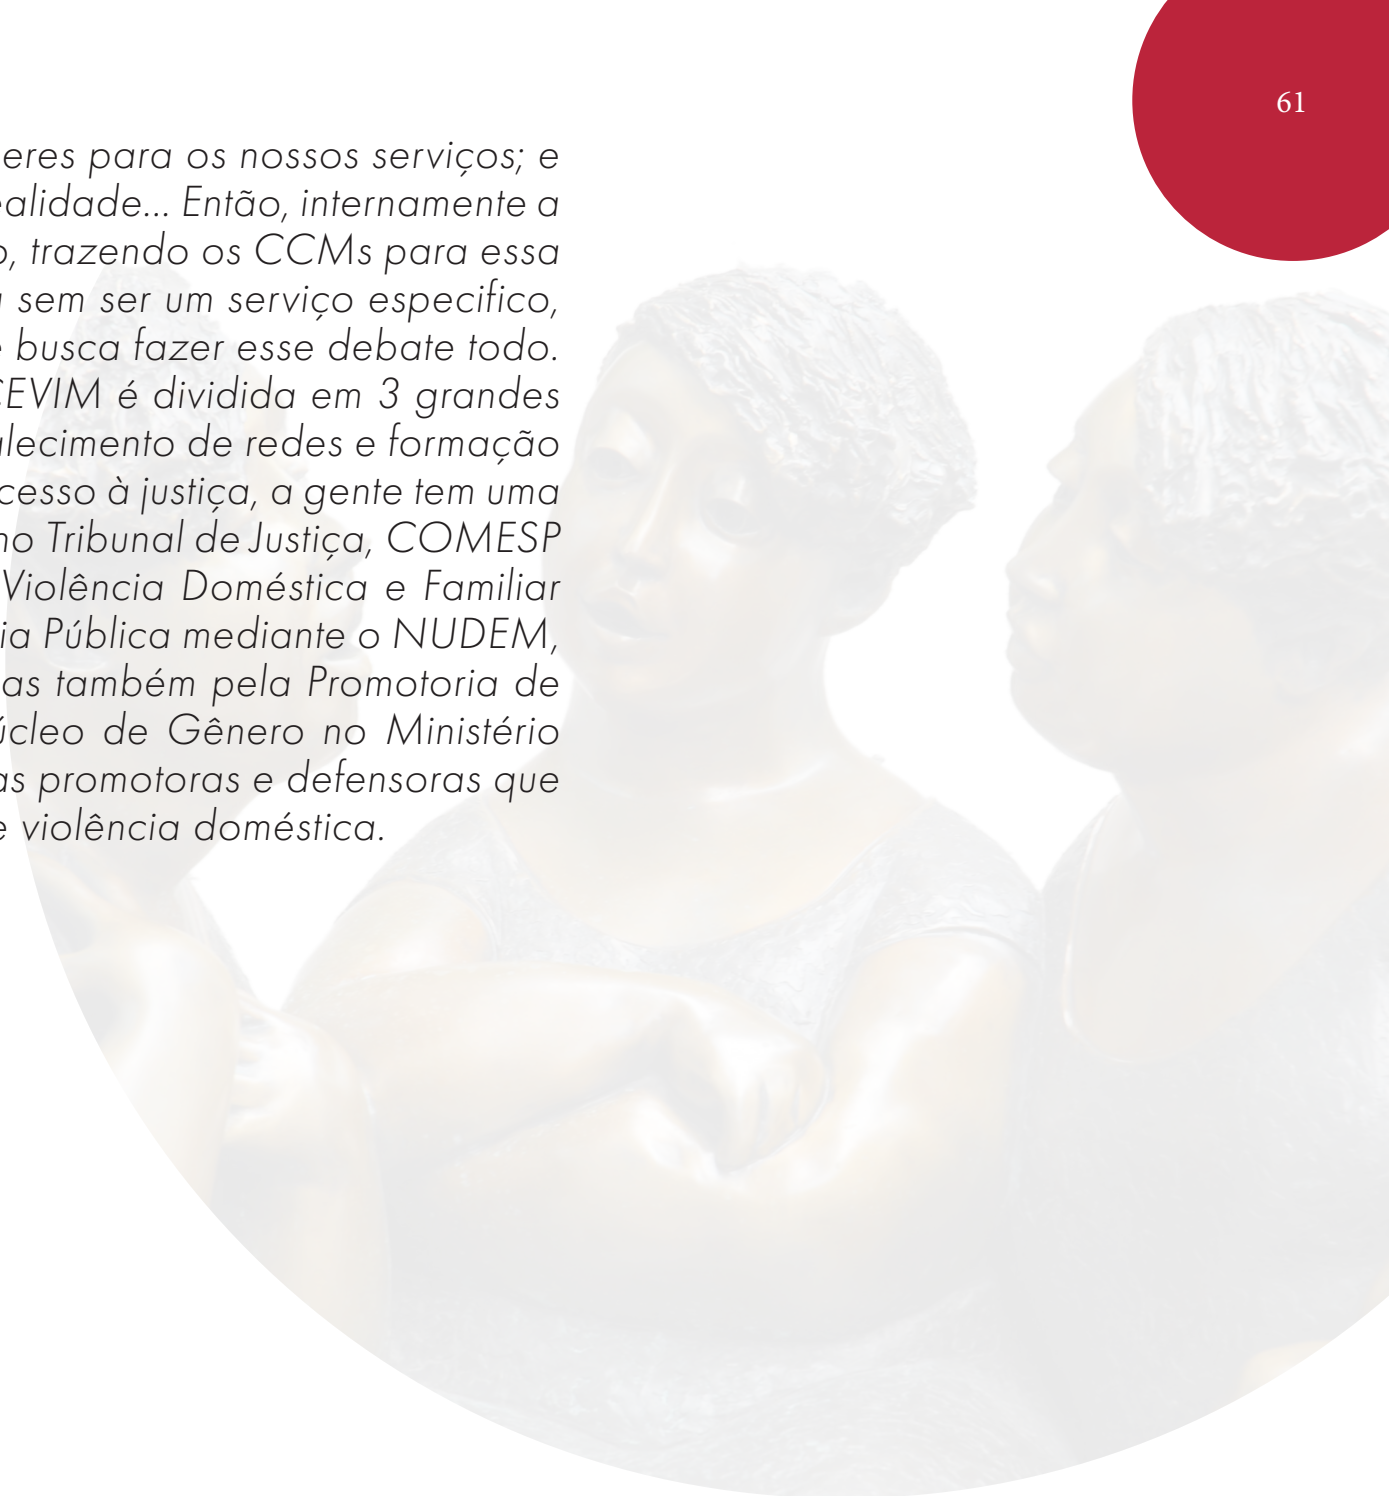 61
eres para os nossos serviços; e
ealidade... Então, internamente a
o, trazendo os CCMs para essa
sem ser um serviço especifico,
busca fazer esse debate todo.
CEVIM é dividida em 3 grandes
lecimento de redes e formação
cesso à justiça, a gente tem uma
no Tribunal de Justiça, COMESP
Violência Doméstica e Familiar
ia Pública mediante o NUDEM,
as também pela Promotoria de
úcleo de Gênero no Ministério
as promotoras e defensoras que
e violência doméstica.